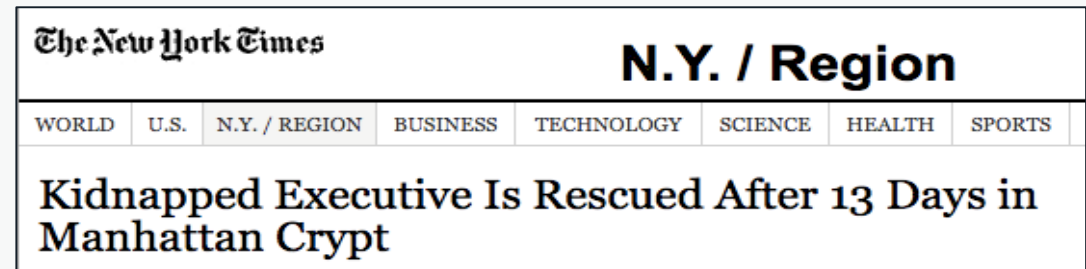 The New York Times
N.Y. / Region
WORLD U.S. N.Y. / REGION BUSINESS TECHNOLOGY SCIENCE HEALTH SPORTS
Kidnapped Executive Is Rescued After 13 Days in
Manhattan Crypt